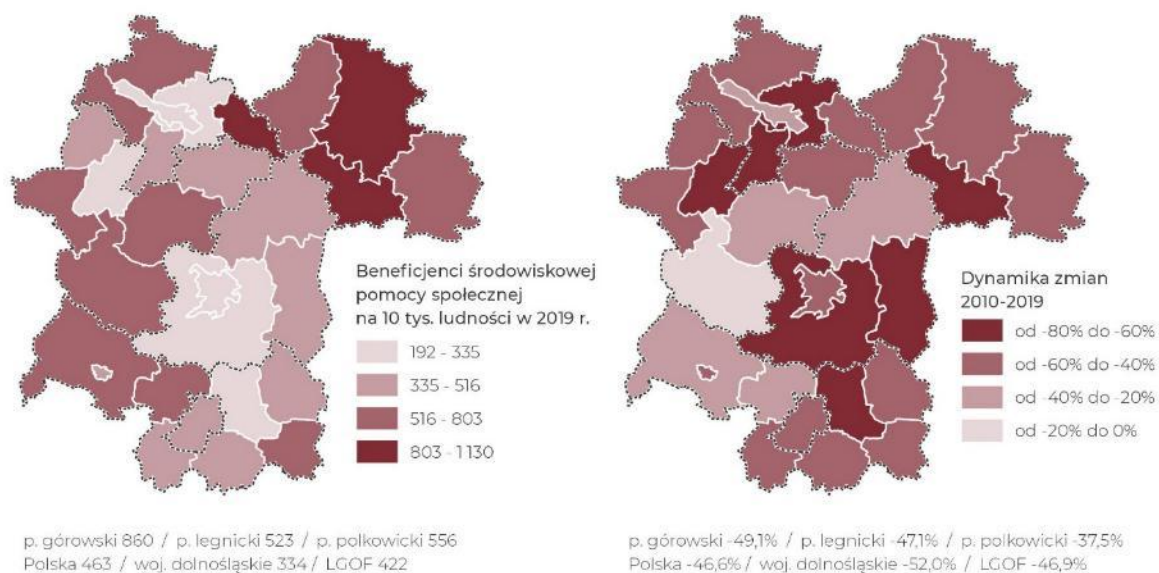 Beneficjenci środowiskowej
pomocy społecznej
na 10 tys. ludności w 2019 r.
192 - 335
335 - 516
516 - 803
803 - 1 130
Dynamika zmian
2010-2019
od -80% do -60%
od -60% do -40%
od -40% do -20%
od -20% do 0%
p. górowski 860 / p. legnicki 523 / p. polkowicki 556
Polska 463 / woj. dolnośląskie 334 / LGOF 422
p. górowski -49,1% / p. legnicki -47,1% / p. polkowicki -37,5%
Polska -46,6% / woj. dolnośląskie -52,0% / LGOF -46,9%